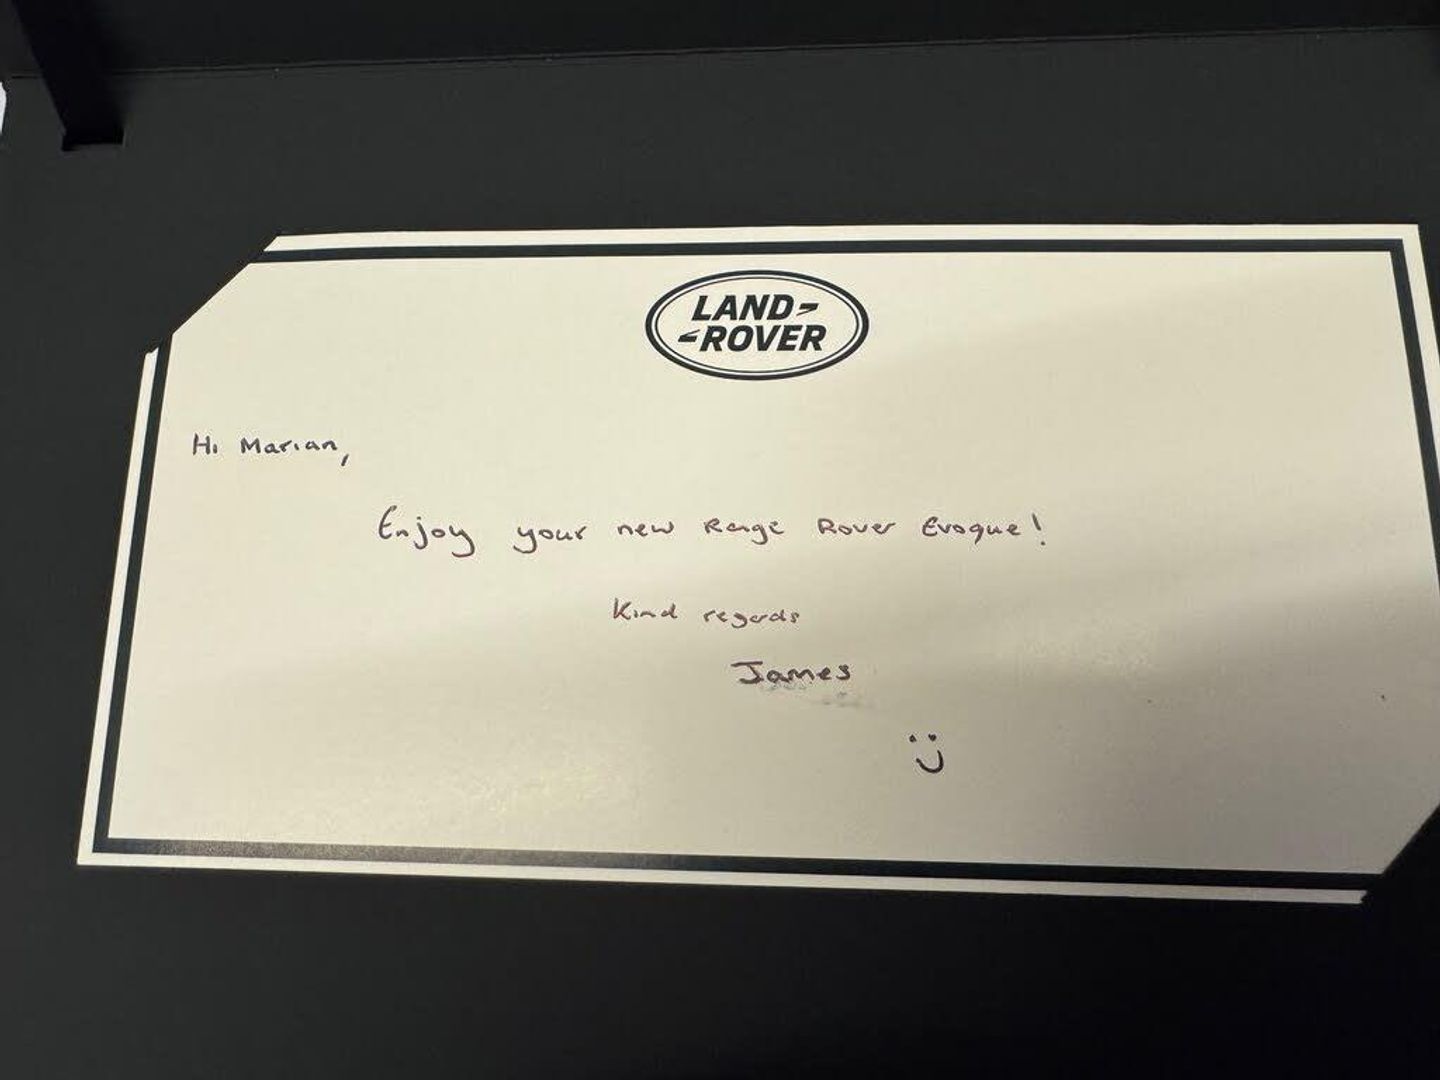 LAND
ROVER
Hi Marian,
Enjoy your new Range Rover Evoque!
Kind regards
James